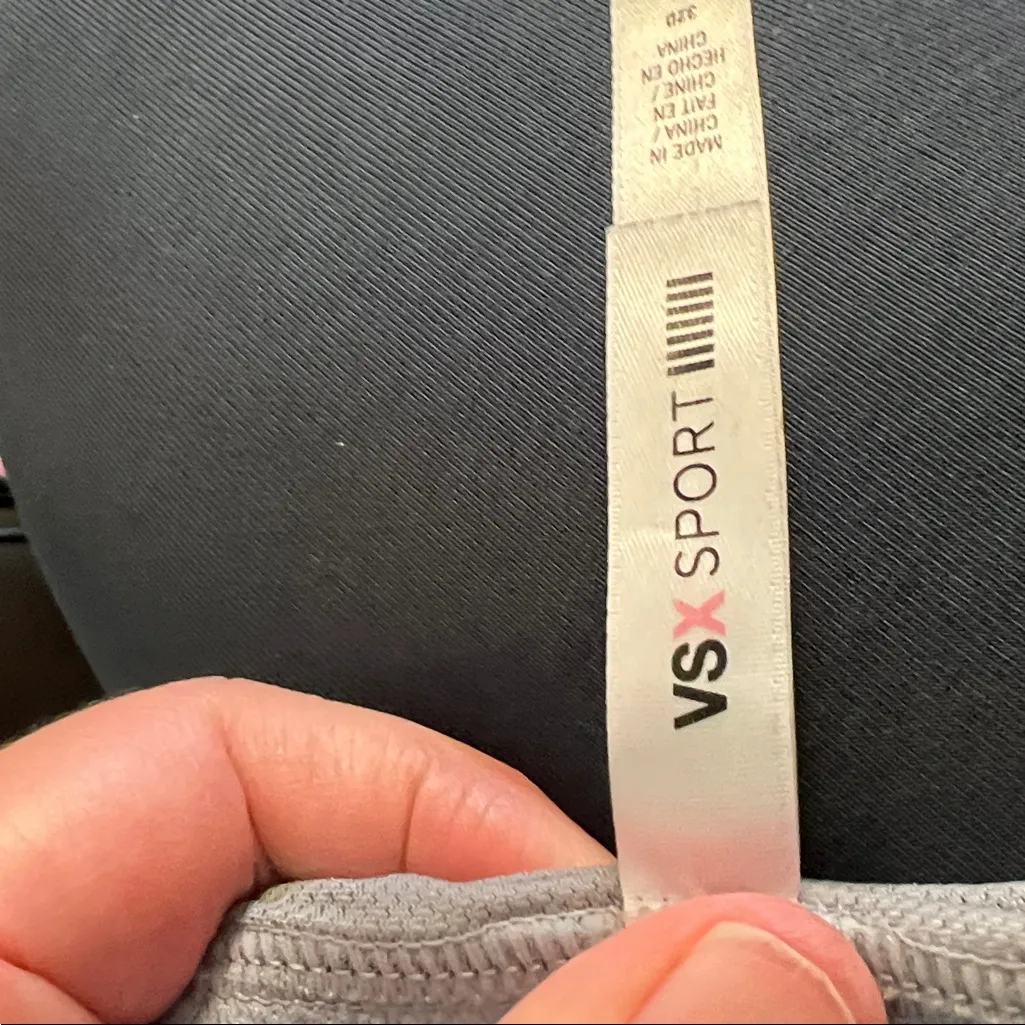 VSX SPORT
MADE IN
CHINA /
FAIT EN
CHINE /
HECHO EN
CHINA
32D